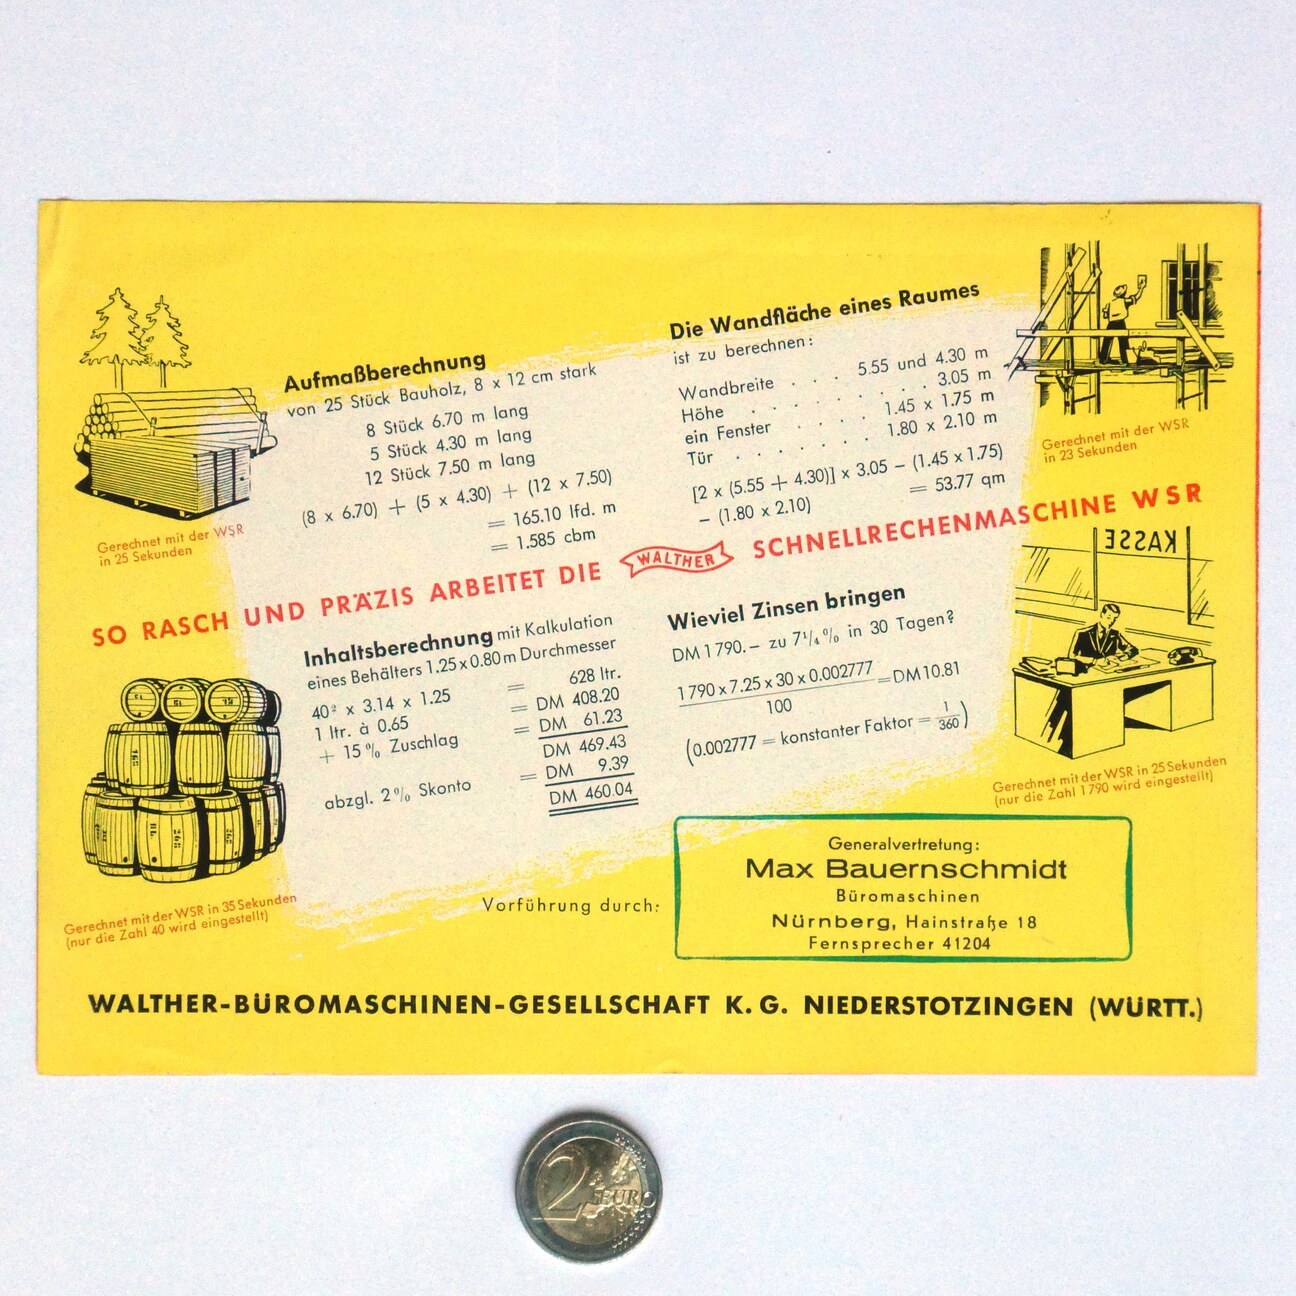 Aufmaßberechnung
von 25 Stück Bauholz, 8 x 12 cm stark
8 Stück 6.70 m lang
5 Stück 4.30 m lang
12 Stück 7.50 m lang
(8 x 6.70) + (5 x 4.30) + (12 x 7.50)
= 165.10 lfd. m
= 1.585 cbm
Gerechnet mit der WSR
in 25 Sekunden
Die Wandfläche eines Raumes
ist zu berechnen:
Wandbreite . . . 5.55 und 4.30 m
Höhe . . . . . . . . 3.05 m
ein Fenster . . . . 1.45 x 1.75 m
Tür . . . . . . 1.80 x 2.10 m
[2 x (5.55 + 4.30)] x 3.05 – (1.45 x 1.75)
– (1.80 x 2.10) = 53.77 qm
Gerechnet mit der WSR
in 23 Sekunden
SO RASCH UND PRÄZIS ARBEITET DIE WALTHER SCHNELLRECHENMASCHINE WSR
Inhaltsberechnung mit Kalkulation
eines Behälters 1.25 x 0.80 m Durchmesser
40² x 3.14 x 1.25 = 628 ltr.
1 ltr. à 0.65 = DM 408.20
+ 15 % Zuschlag = DM 61.23
DM 469.43
abzgl. 2 % Skonto = DM 9.39
DM 460.04
Gerechnet mit der WSR in 35 Sekunden
(nur die Zahl 40 wird eingestellt)
Wieviel Zinsen bringen
DM 1790.– zu 7¼ % in 30 Tagen?
1790 x 7.25 x 30 x 0.002777 = DM 10.81
100
(0.002777 = konstanter Faktor = 1/360)
KASSE
Gerechnet mit der WSR in 25 Sekunden
(nur die Zahl 1790 wird eingestellt)
Vorführung durch:
Generalvertretung:
Max Bauernschmidt
Büromaschinen
Nürnberg, Hainstraße 18
Fernsprecher 41204
WALTHER-BÜROMASCHINEN-GESELLSCHAFT K. G. NIEDERSTOTZINGEN (WÜRTT.)
2 EURO